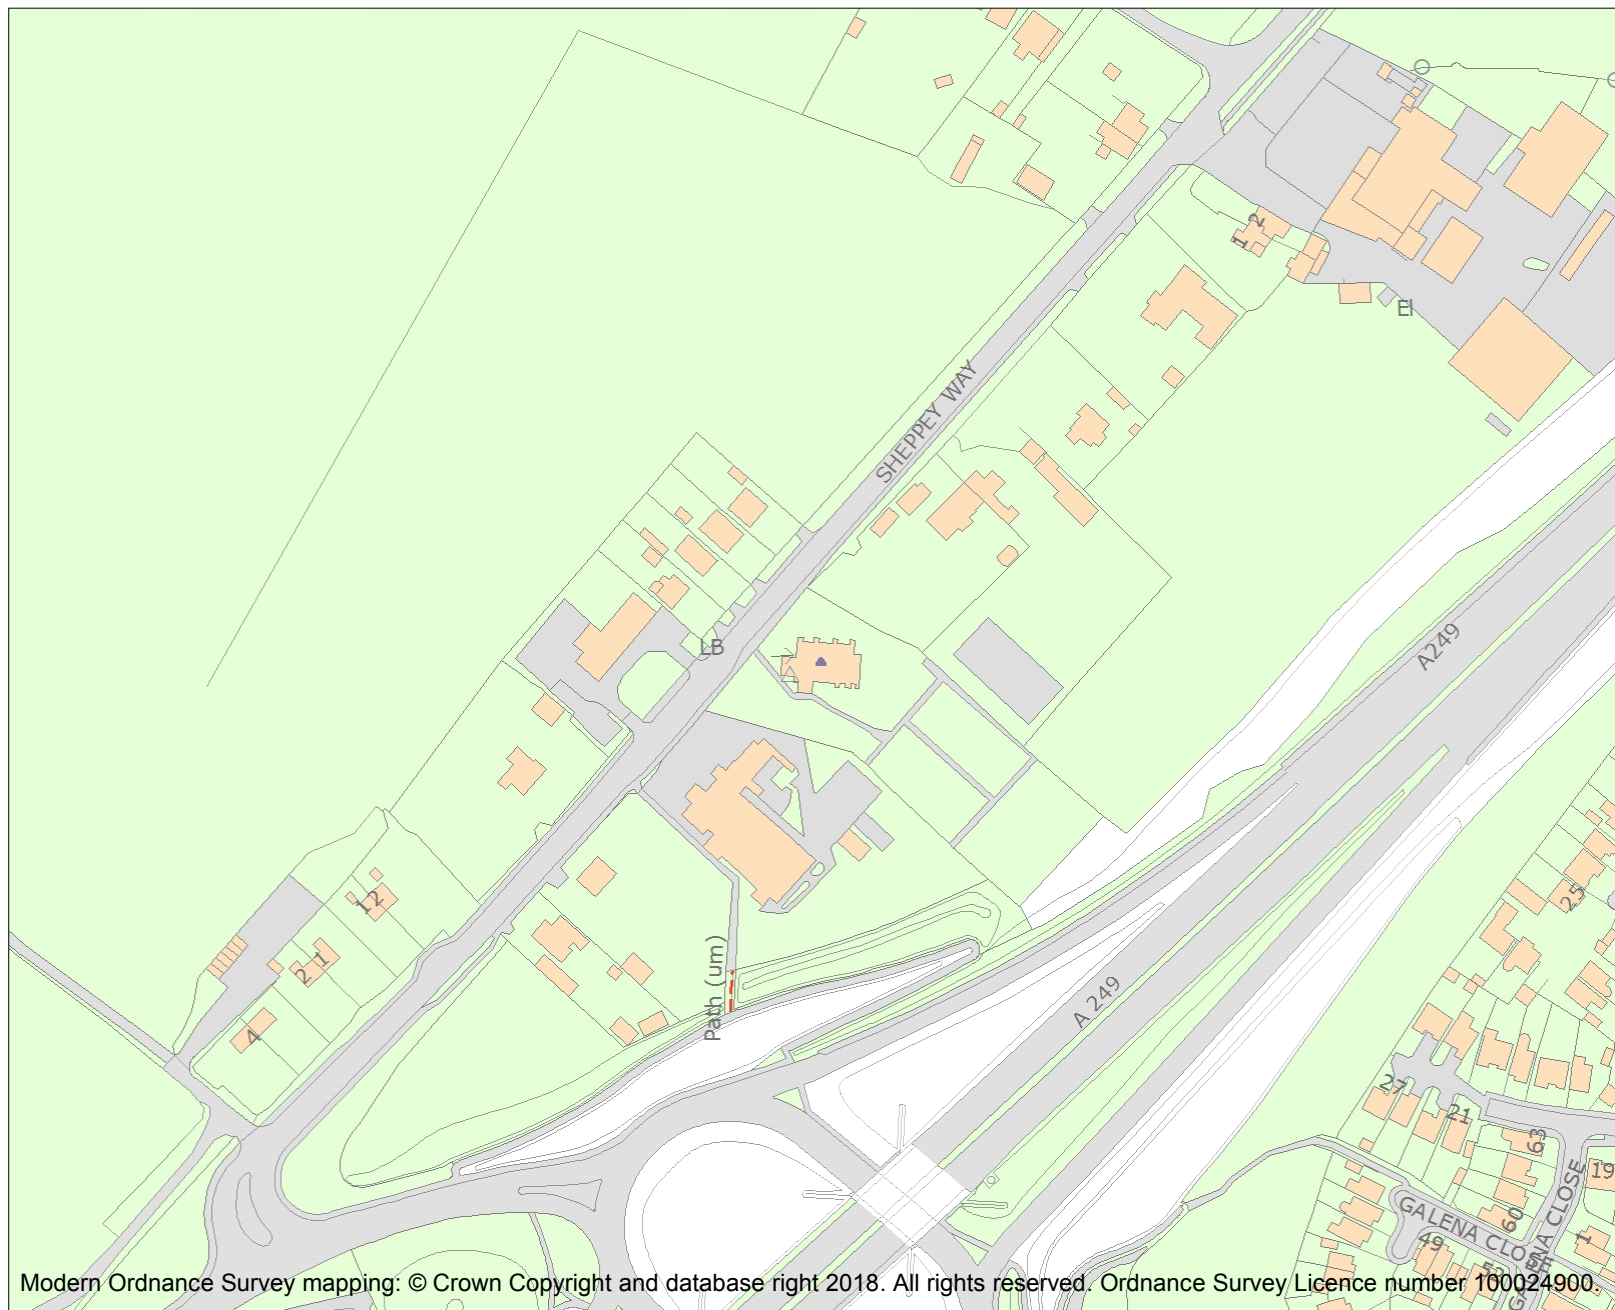 1 2
El
SHEPPEY WAY
LB
A249
12
2 1
4
Path (um)
A 249
25
27
21
63
19
GALENA CLOSE
60
49
1
GALENA CLOSE
Modern Ordnance Survey mapping: © Crown Copyright and database right 2018. All rights reserved. Ordnance Survey Licence number 100024900.